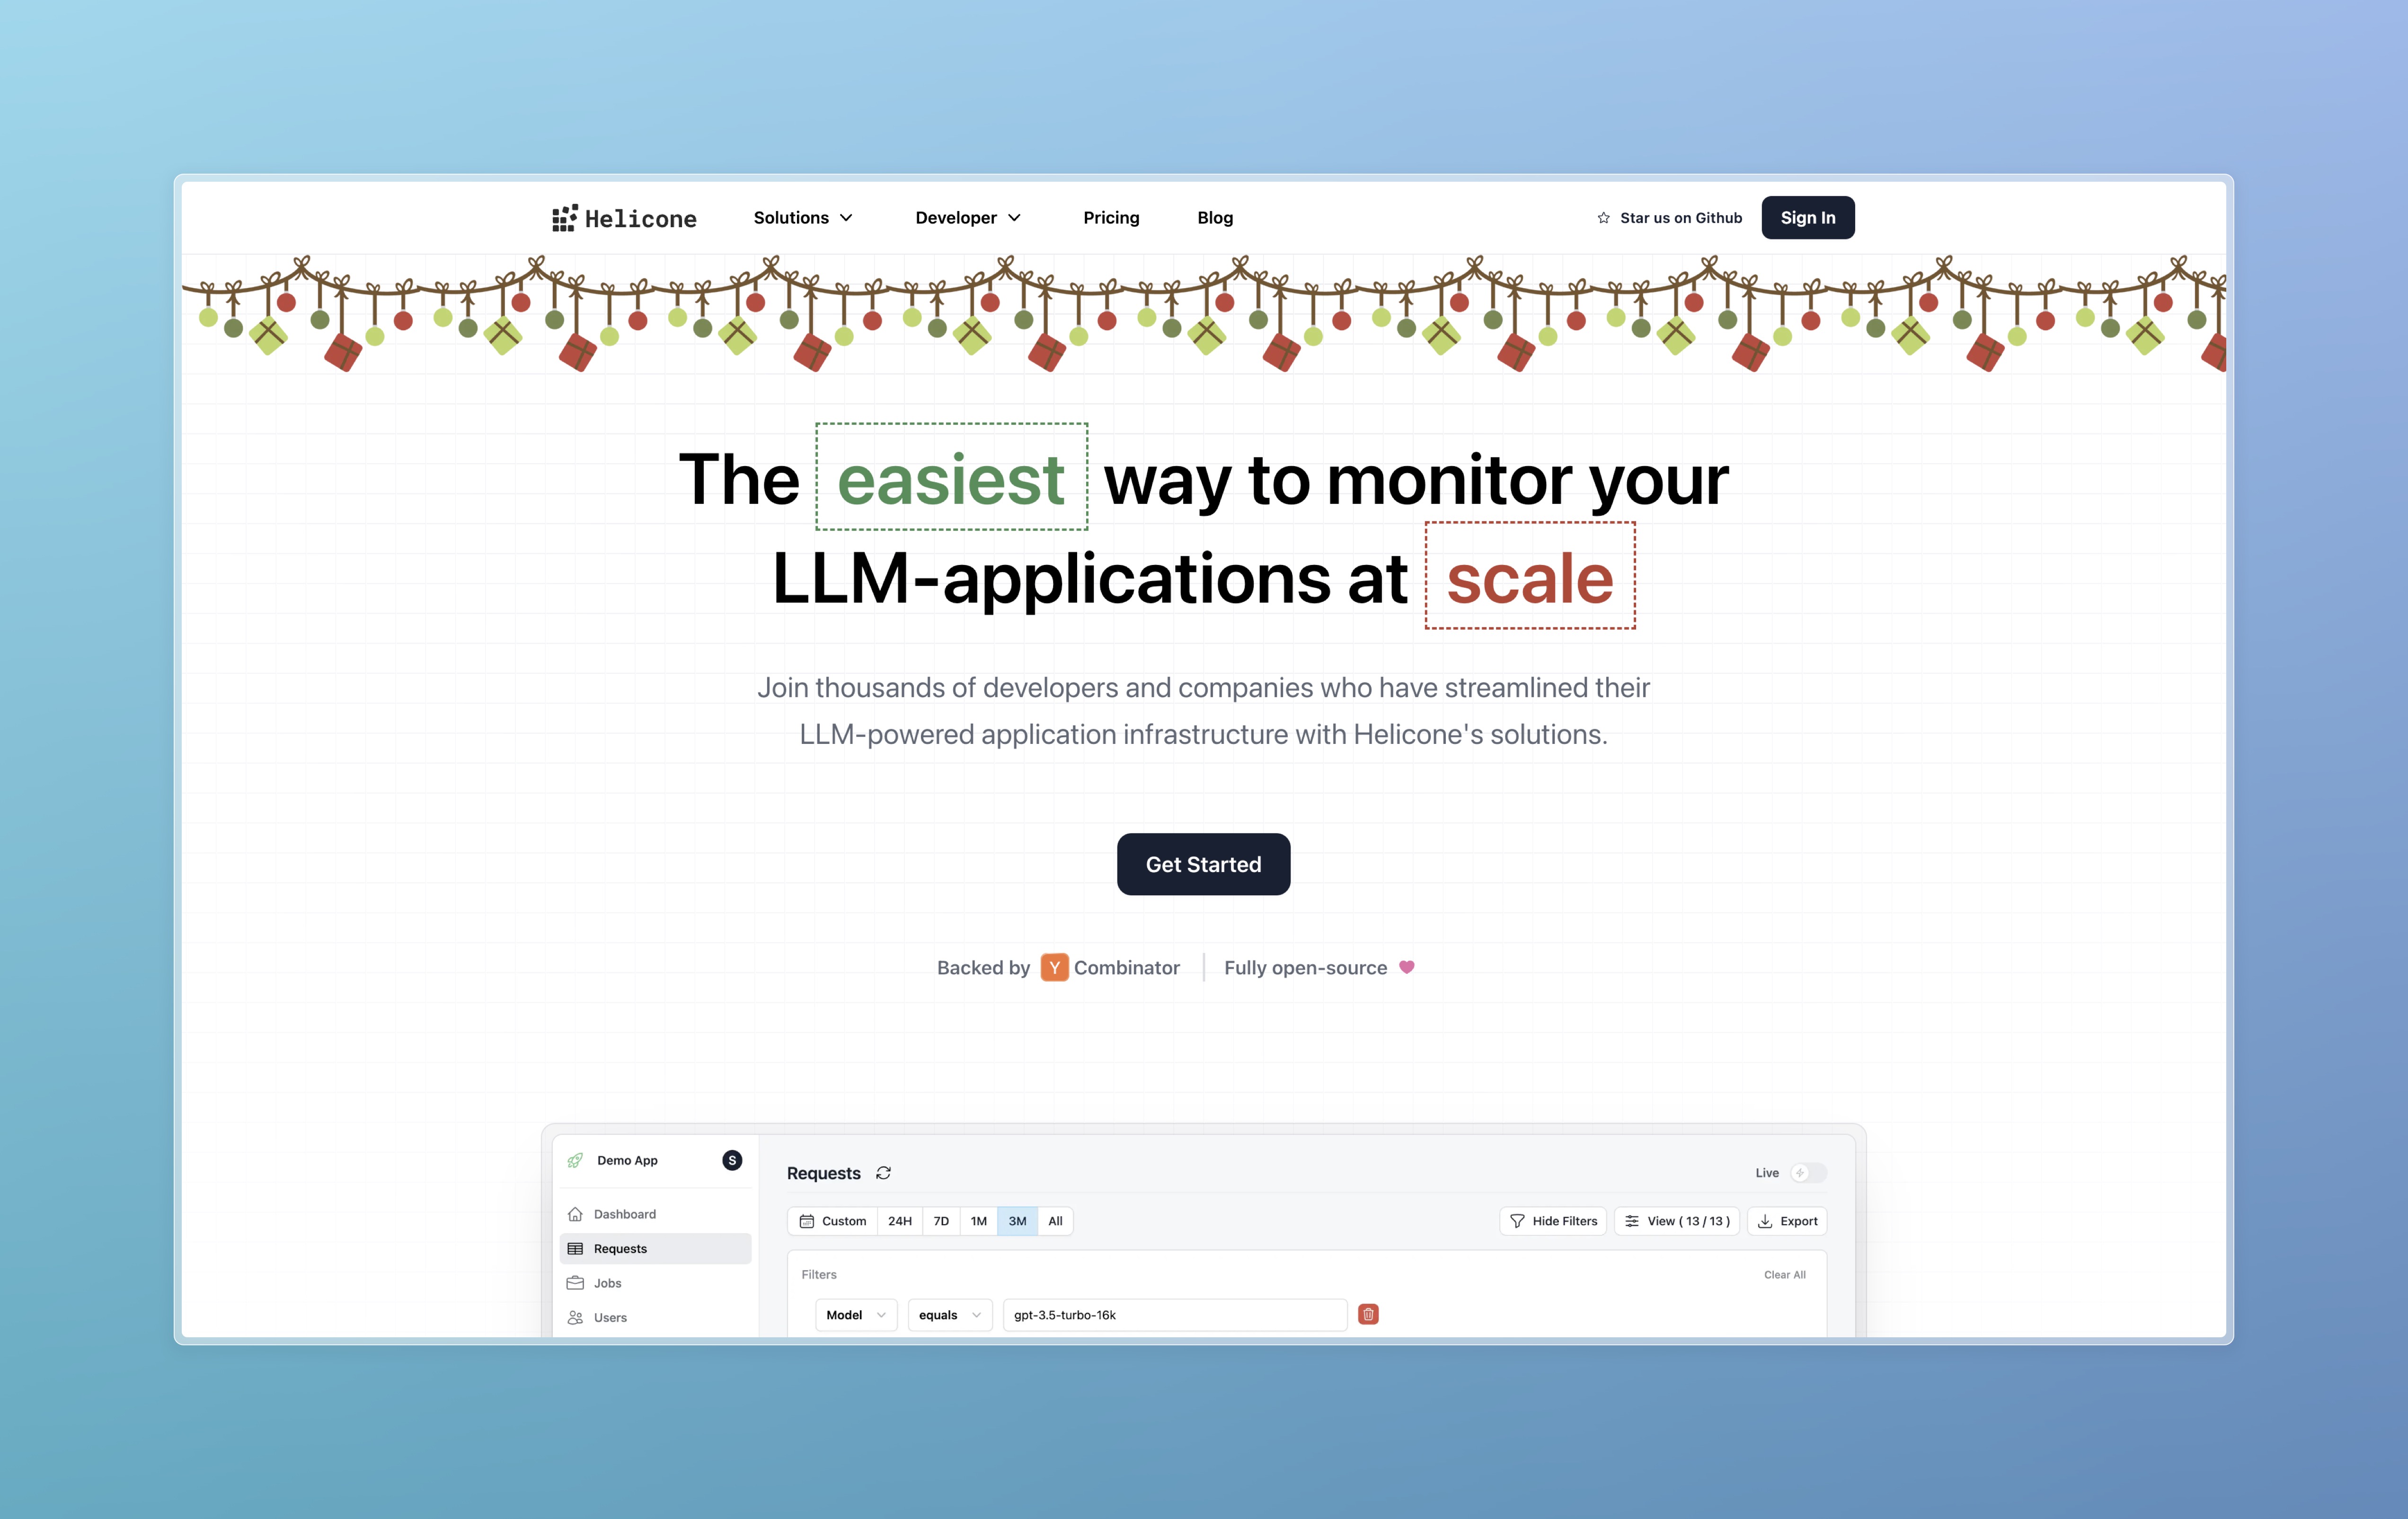 Helicone
Solutions
Developer
Pricing
Blog
Star us on Github
Sign In
The easiest way to monitor your
LLM-applications at scale
Join thousands of developers and companies who have streamlined their
LLM-powered application infrastructure with Helicone's solutions.
Get Started
Backed by Y Combinator
Fully open-source
Demo App
S
Dashboard
Requests
Jobs
Users
Requests
Live
Custom 24H 7D 1M 3M All
Hide Filters
View ( 13 / 13 )
Export
Filters
Clear All
Model equals gpt-3.5-turbo-16k